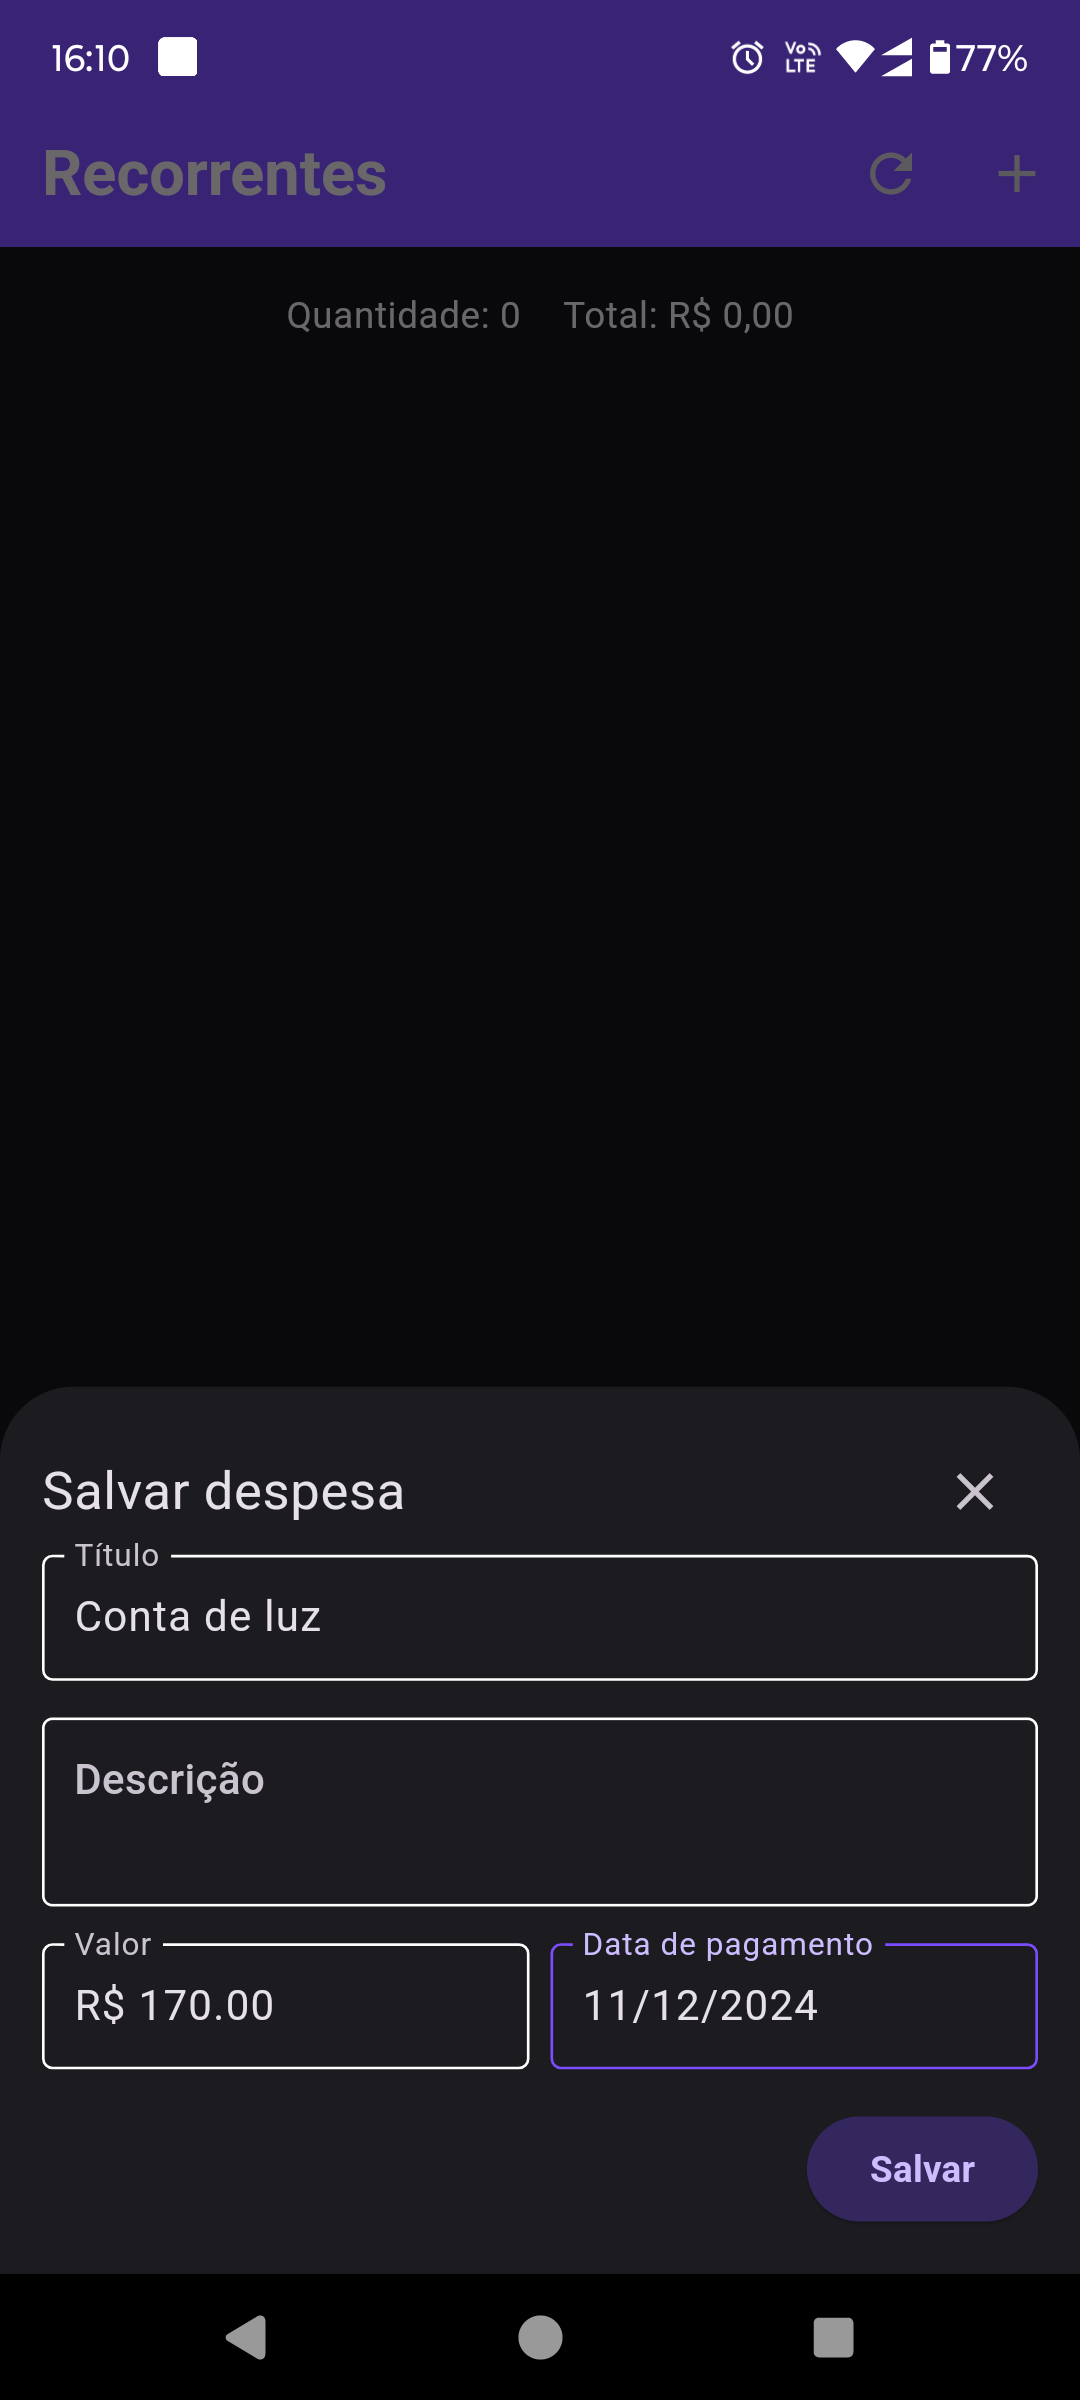 16:10 Vo LTE 77%
Recorrentes
Quantidade: 0 Total: R$ 0,00
Salvar despesa
Título
Conta de luz
Descrição
Valor Data de pagamento
R$ 170.00 11/12/2024
Salvar